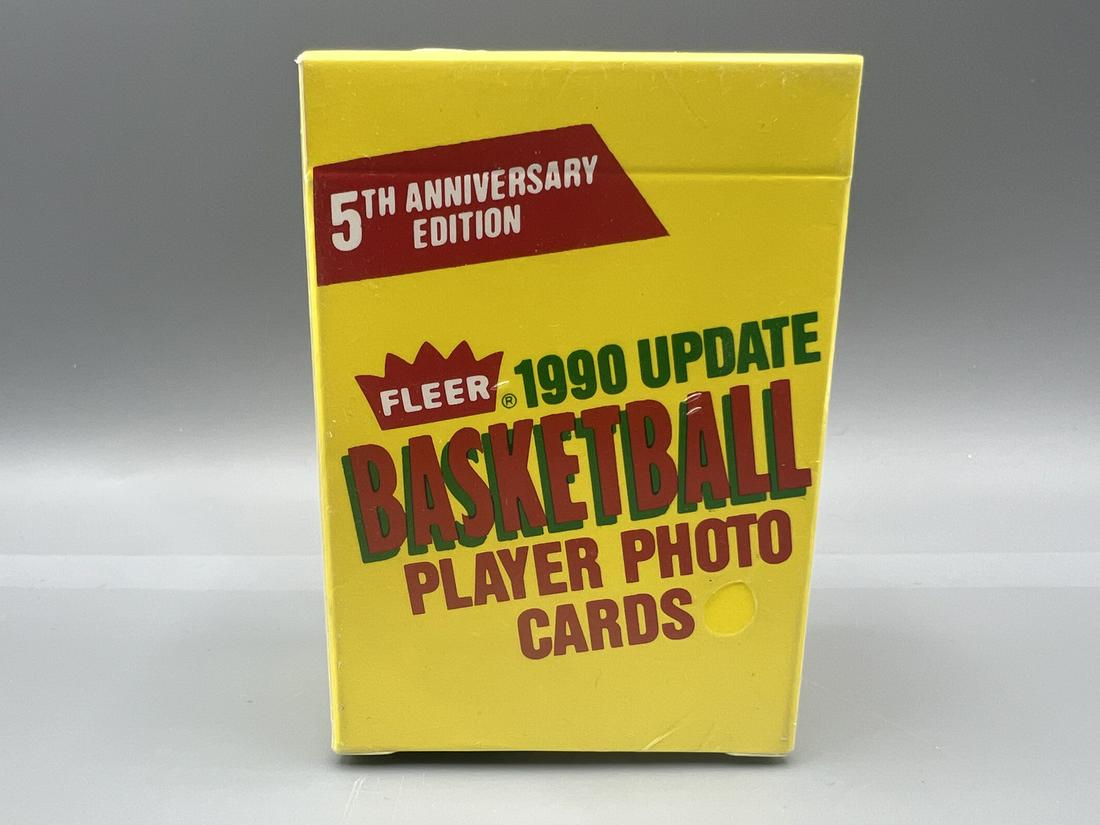 5TH ANNIVERSARY
EDITION
FLEER® 1990 UPDATE
BASKETBALL
PLAYER PHOTO
CARDS